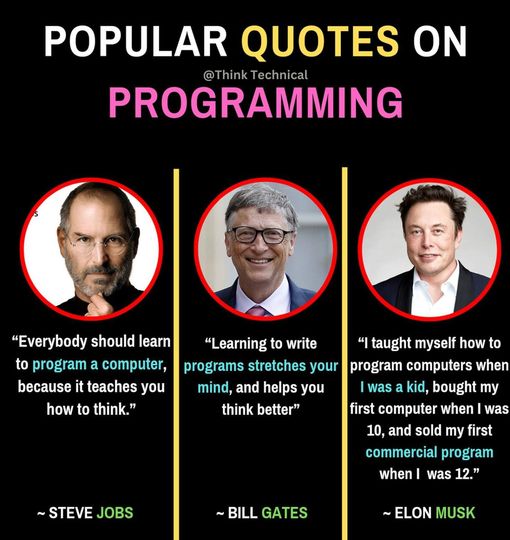 POPULAR QUOTES ON
@Think Technical
PROGRAMMING
“Everybody should learn
to program a computer,
because it teaches you
how to think.”
~ STEVE JOBS
“Learning to write
programs stretches your
mind, and helps you
think better”
~ BILL GATES
“I taught myself how to
program computers when
I was a kid, bought my
first computer when I was
10, and sold my first
commercial program
when I was 12.”
~ ELON MUSK